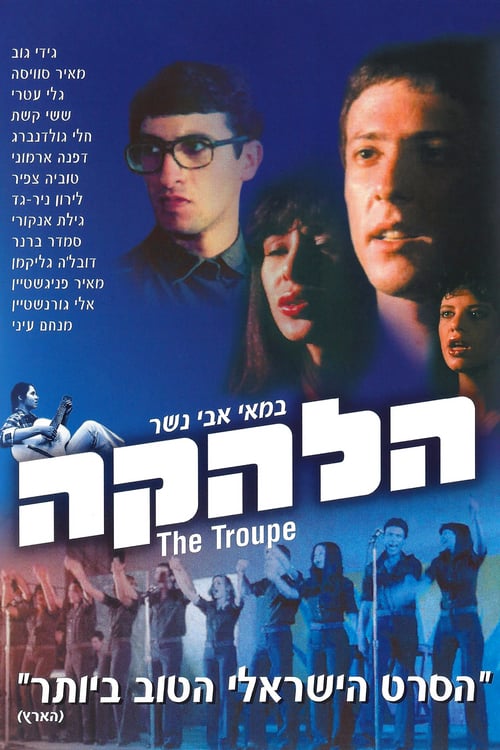 גידי גוב
מאיר סוויסה
גלי עטרי
ששי קשת
חלי גולדנברג
דפנה ארמוני
טוביה צפיר
לירון ניר-גד
גילת אנקורי
סמדר ברנר
דובל'ה גליקמן
מאיר פניגשטיין
אלי גורנשטיין
מנחם עיני
במאי אבי נשר
הלהקה
The Troupe
"הסרט הישראלי הטוב ביותר"
(הארץ)